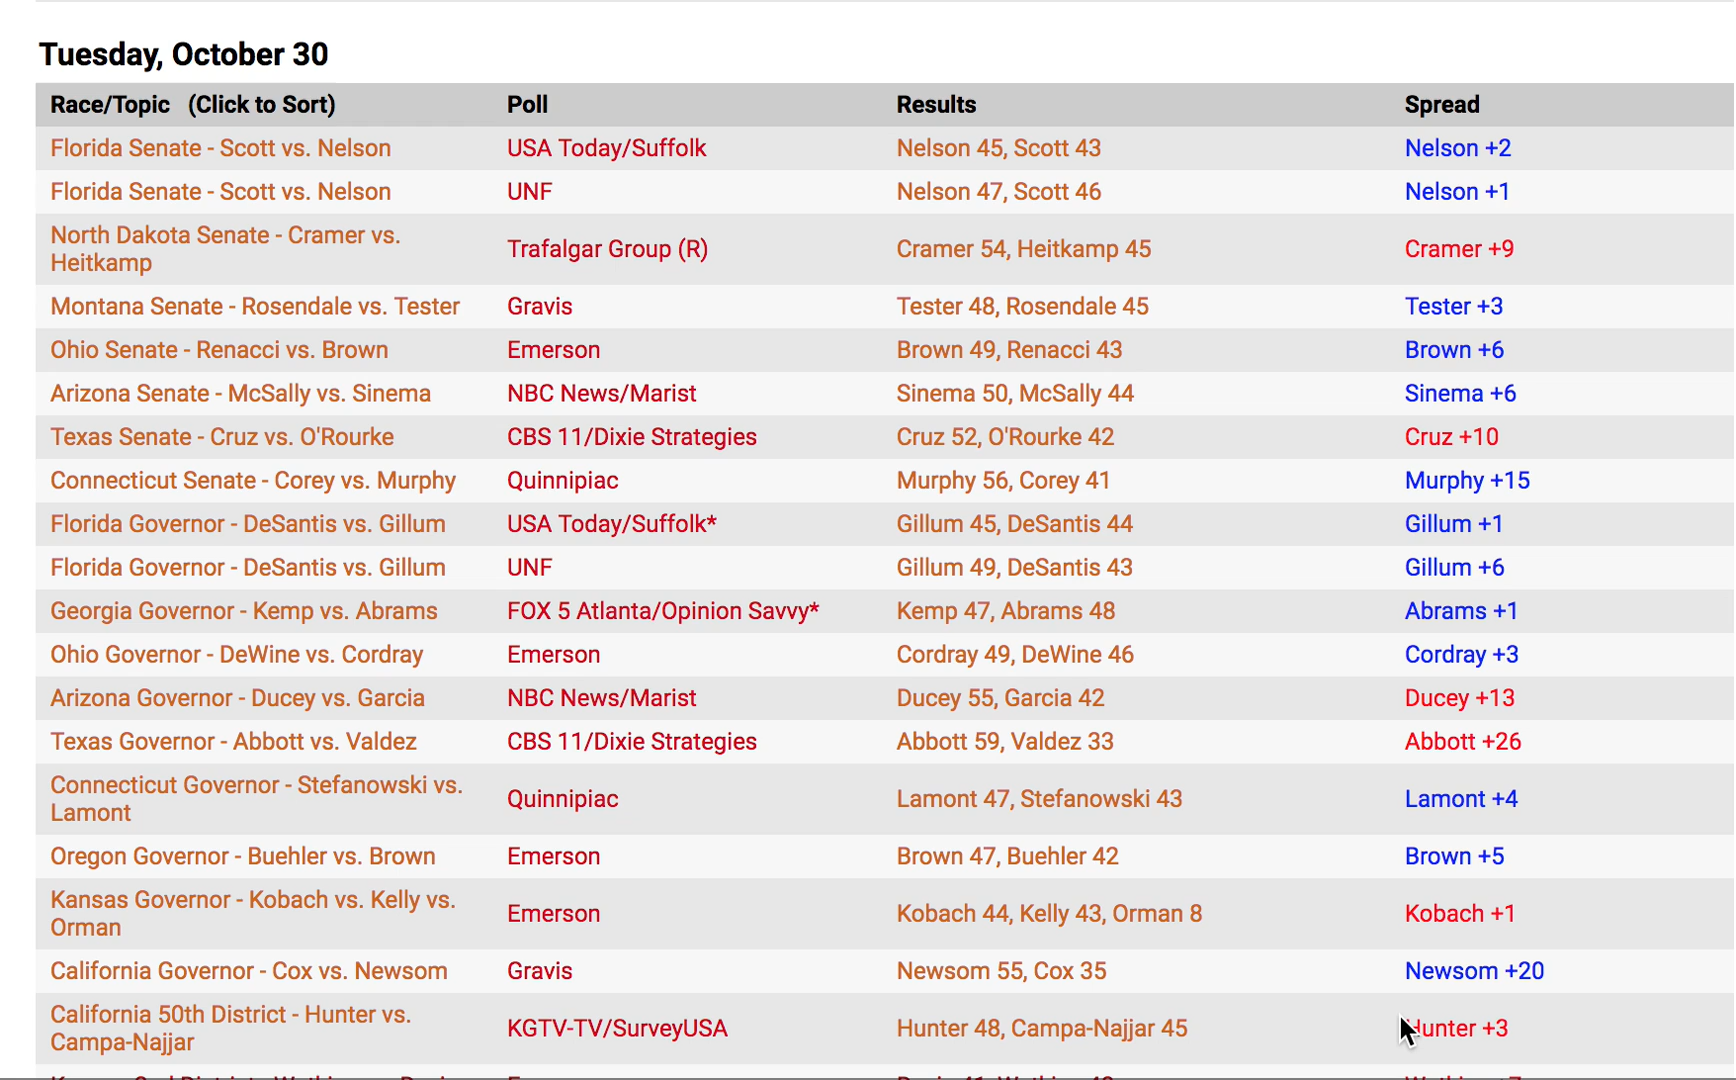 Tuesday, October 30
Race/Topic (Click to Sort) Poll Results Spread
Florida Senate - Scott vs. Nelson USA Today/Suffolk Nelson 45, Scott 43 Nelson +2
Florida Senate - Scott vs. Nelson UNF Nelson 47, Scott 46 Nelson +1
North Dakota Senate - Cramer vs.
Heitkamp Trafalgar Group (R) Cramer 54, Heitkamp 45 Cramer +9
Montana Senate - Rosendale vs. Tester Gravis Tester 48, Rosendale 45 Tester +3
Ohio Senate - Renacci vs. Brown Emerson Brown 49, Renacci 43 Brown +6
Arizona Senate - McSally vs. Sinema NBC News/Marist Sinema 50, McSally 44 Sinema +6
Texas Senate - Cruz vs. O'Rourke CBS 11/Dixie Strategies Cruz 52, O'Rourke 42 Cruz +10
Connecticut Senate - Corey vs. Murphy Quinnipiac Murphy 56, Corey 41 Murphy +15
Florida Governor - DeSantis vs. Gillum USA Today/Suffolk* Gillum 45, DeSantis 44 Gillum +1
Florida Governor - DeSantis vs. Gillum UNF Gillum 49, DeSantis 43 Gillum +6
Georgia Governor - Kemp vs. Abrams FOX 5 Atlanta/Opinion Savvy* Kemp 47, Abrams 48 Abrams +1
Ohio Governor - DeWine vs. Cordray Emerson Cordray 49, DeWine 46 Cordray +3
Arizona Governor - Ducey vs. Garcia NBC News/Marist Ducey 55, Garcia 42 Ducey +13
Texas Governor - Abbott vs. Valdez CBS 11/Dixie Strategies Abbott 59, Valdez 33 Abbott +26
Connecticut Governor - Stefanowski vs.
Lamont Quinnipiac Lamont 47, Stefanowski 43 Lamont +4
Oregon Governor - Buehler vs. Brown Emerson Brown 47, Buehler 42 Brown +5
Kansas Governor - Kobach vs. Kelly vs.
Orman Emerson Kobach 44, Kelly 43, Orman 8 Kobach +1
California Governor - Cox vs. Newsom Gravis Newsom 55, Cox 35 Newsom +20
California 50th District - Hunter vs.
Campa-Najjar KGTV-TV/SurveyUSA Hunter 48, Campa-Najjar 45 Hunter +3